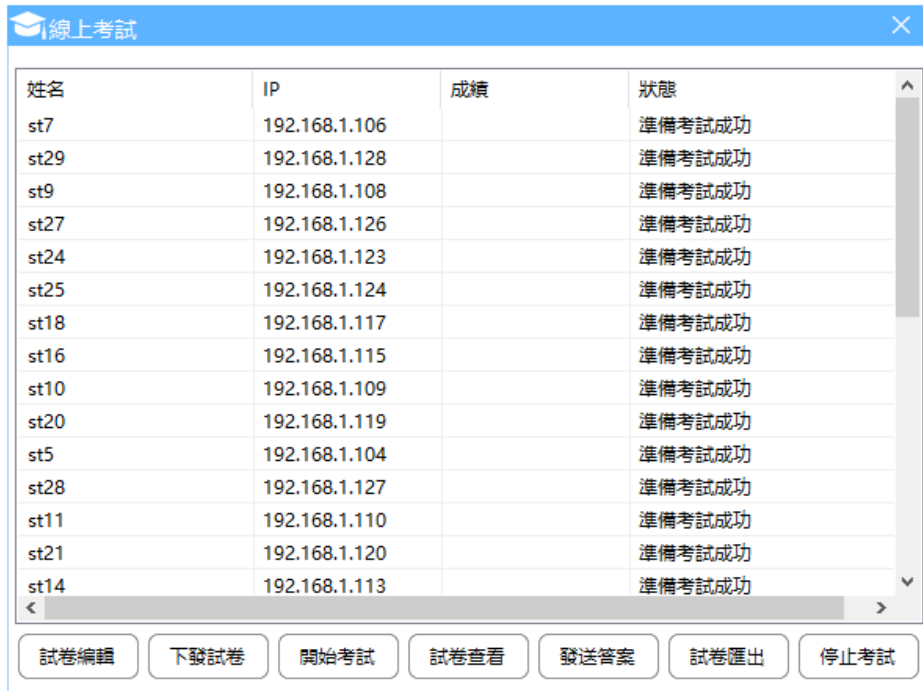 線上考試
姓名 IP 成績 狀態
st7 192.168.1.106 準備考試成功
st29 192.168.1.128 準備考試成功
st9 192.168.1.108 準備考試成功
st27 192.168.1.126 準備考試成功
st24 192.168.1.123 準備考試成功
st25 192.168.1.124 準備考試成功
st18 192.168.1.117 準備考試成功
st16 192.168.1.115 準備考試成功
st10 192.168.1.109 準備考試成功
st20 192.168.1.119 準備考試成功
st5 192.168.1.104 準備考試成功
st28 192.168.1.127 準備考試成功
st11 192.168.1.110 準備考試成功
st21 192.168.1.120 準備考試成功
st14 192.168.1.113 準備考試成功
試卷編輯 下發試卷 開始考試 試卷查看 發送答案 試卷匯出 停止考試